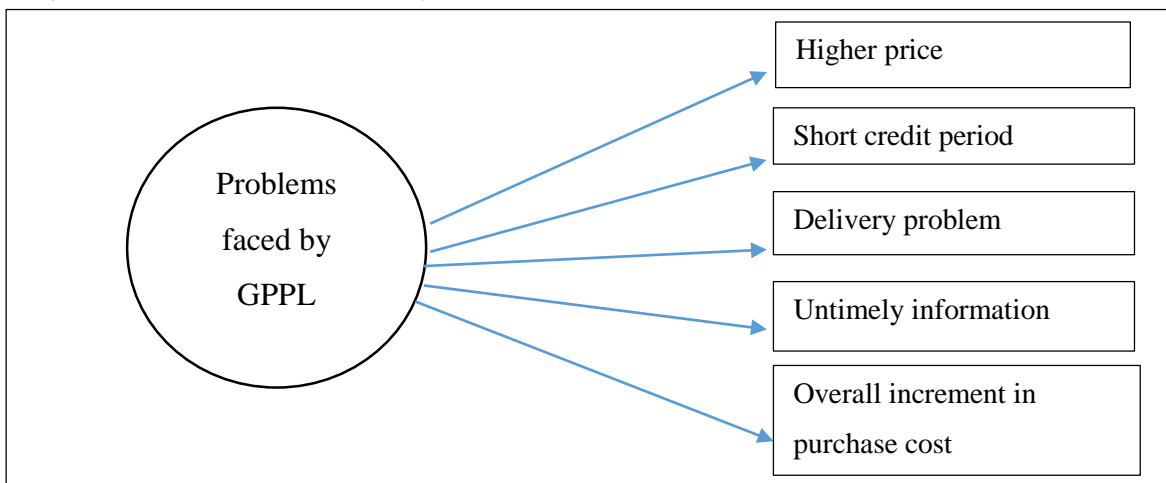 Problems
faced by
GPPL
Higher price
Short credit period
Delivery problem
Untimely information
Overall increment in
purchase cost